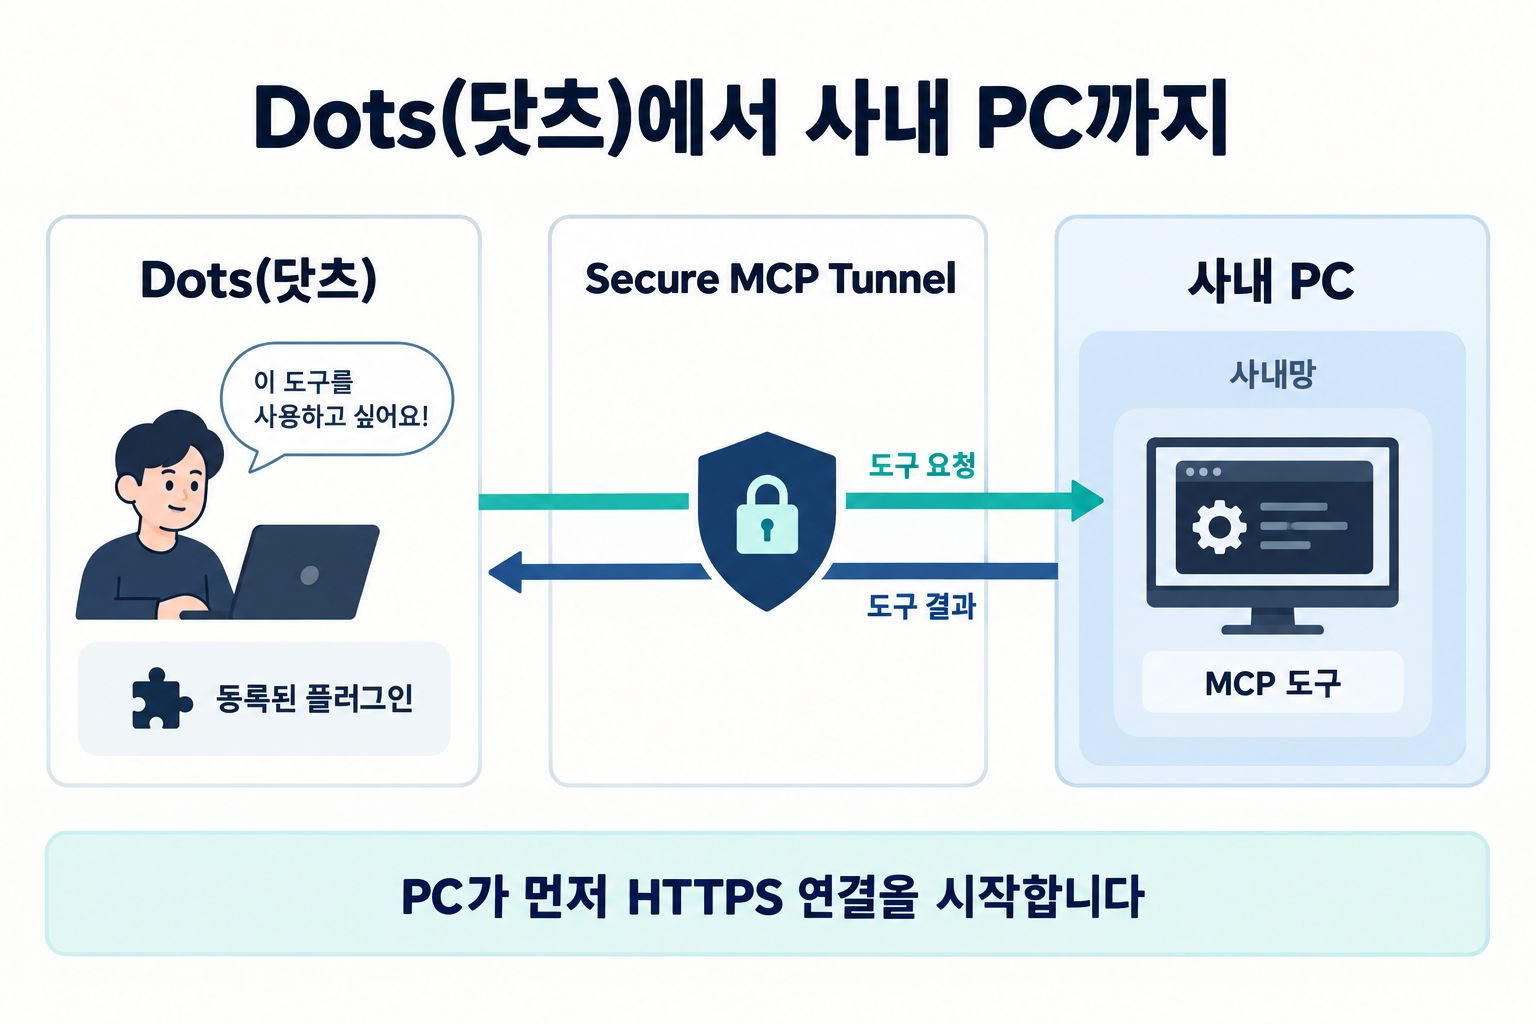 Dots(닷츠)에서 사내 PC까지
Dots(닷츠)
이 도구를
사용하고 싶어요!
동록된 플러그인
Secure MCP Tunnel
도구 요청
도구 결과
사내 PC
사내망
MCP 도구
PC가 먼저 HTTPS 연결을 시작합니다